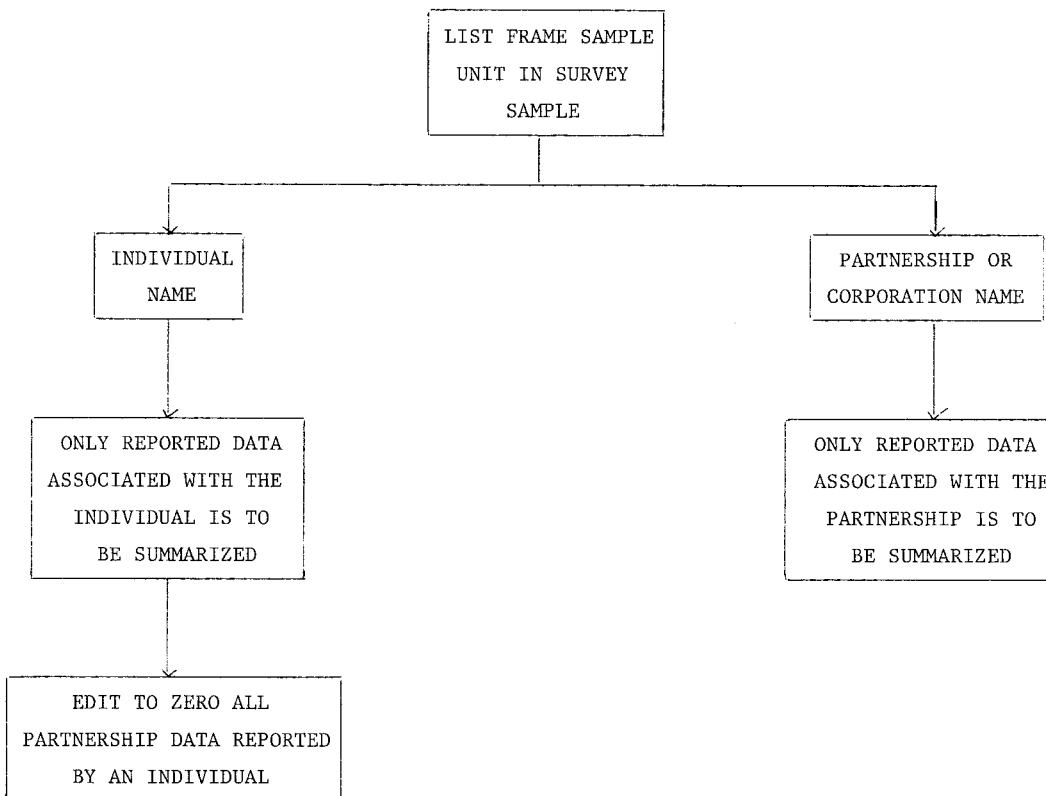 LIST FRAME SAMPLE
UNIT IN SURVEY
SAMPLE
INDIVIDUAL
NAME
PARTNERSHIP OR
CORPORATION NAME
ONLY REPORTED DATA
ASSOCIATED WITH THE
INDIVIDUAL IS TO
BE SUMMARIZED
ONLY REPORTED DATA
ASSOCIATED WITH THE
PARTNERSHIP IS TO
BE SUMMARIZED
EDIT TO ZERO ALL
PARTNERSHIP DATA REPORTED
BY AN INDIVIDUAL